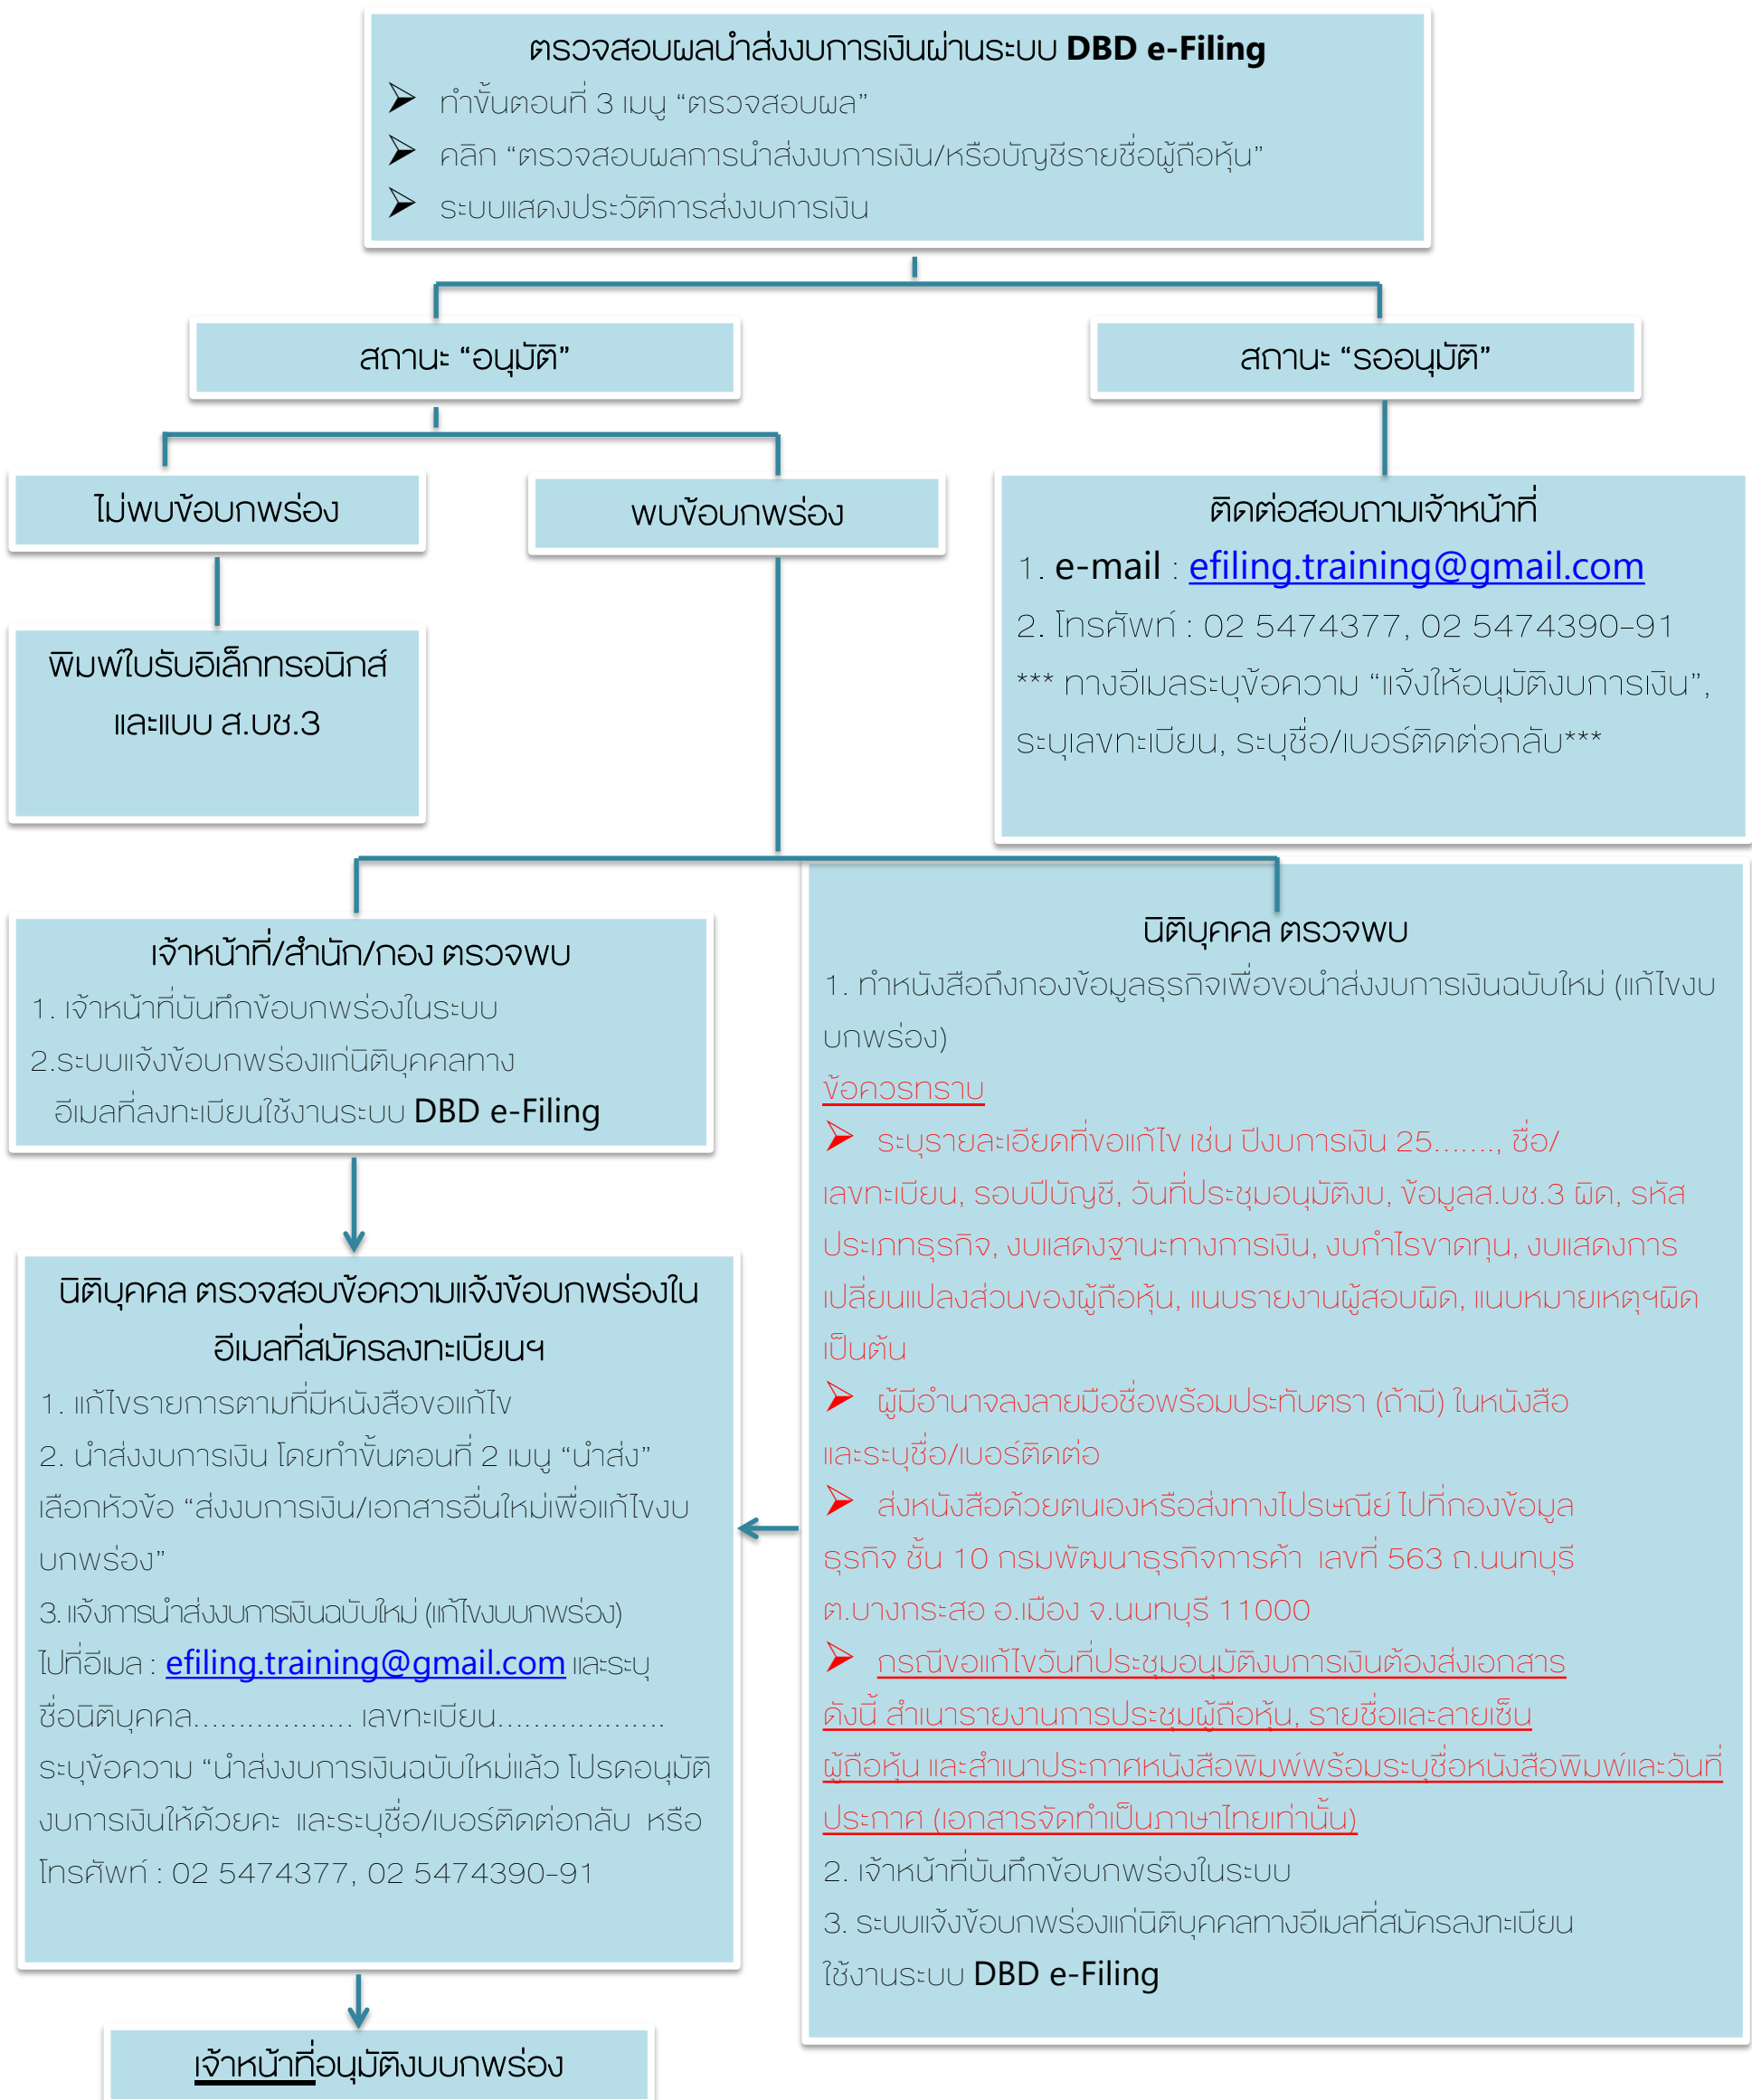 ตรวจสอบผลนำส่งงบการเงินผ่านระบบ DBD e-Filing
➢ ทำขั้นตอนที่ 3 เมนู “ตรวจสอบผล”
➢ คลิก “ตรวจสอบผลการนำส่งงบการเงิน/หรือบัญชีรายชื่อผู้ถือหุ้น”
➢ ระบบแสดงประวัติการส่งงบการเงิน
สถานะ “อนุมัติ”
สถานะ “รออนุมัติ”
ไม่พบข้อบกพร่อง
พบข้อบกพร่อง
ติดต่อสอบถามเจ้าหน้าที่
1. e-mail : efiling.training@gmail.com
2. โทรศัพท์ : 02 5474377, 02 5474390-91
*** ทางอีเมลระบุข้อความ “แจ้งให้อนุมัติงบการเงิน”,
ระบุเลขทะเบียน, ระบุชื่อ/เบอร์ติดต่อกลับ***
พิมพ์ใบรับอิเล็กทรอนิกส์
และแบบ ส.บช.3
เจ้าหน้าที่/สำนัก/กอง ตรวจพบ
1. เจ้าหน้าที่บันทึกข้อบกพร่องในระบบ
2.ระบบแจ้งข้อบกพร่องแก่นิติบุคคลทาง
อีเมลที่ลงทะเบียนใช้งานระบบ DBD e-Filing
นิติบุคคล ตรวจสอบข้อความแจ้งข้อบกพร่องใน
อีเมลที่สมัครลงทะเบียนฯ
1. แก้ไขรายการตามที่มีหนังสือขอแก้ไข
2. นำส่งงบการเงิน โดยทำขั้นตอนที่ 2 เมนู “นำส่ง”
เลือกหัวข้อ “ส่งงบการเงิน/เอกสารอื่นใหม่เพื่อแก้ไขงบ
บกพร่อง”
3. แจ้งการนำส่งงบการเงินฉบับใหม่ (แก้ไขงบบกพร่อง)
ไปที่อีเมล : efiling.training@gmail.com และระบุ
ชื่อนิติบุคคล.................. เลขทะเบียน...................
ระบุข้อความ “นำส่งงบการเงินฉบับใหม่แล้ว โปรดอนุมัติ
งบการเงินให้ด้วยคะ และระบุชื่อ/เบอร์ติดต่อกลับ หรือ
โทรศัพท์ : 02 5474377, 02 5474390-91
เจ้าหน้าที่อนุมัติงบบกพร่อง
นิติบุคคล ตรวจพบ
1. ทำหนังสือถึงกองข้อมูลธุรกิจเพื่อขอนำส่งงบการเงินฉบับใหม่ (แก้ไขงบ
บกพร่อง)
ข้อควรทราบ
➢ ระบุรายละเอียดที่ขอแก้ไข เช่น ปีงบการเงิน 25......., ชื่อ/
เลขทะเบียน, รอบปีบัญชี, วันที่ประชุมอนุมัติงบ, ข้อมูลส.บช.3 ผิด, รหัส
ประเภทธุรกิจ, งบแสดงฐานะทางการเงิน, งบกำไรขาดทุน, งบแสดงการ
เปลี่ยนแปลงส่วนของผู้ถือหุ้น, แนบรายงานผู้สอบผิด, แนบหมายเหตุฯผิด
เป็นต้น
➢ ผู้มีอำนาจลงลายมือชื่อพร้อมประทับตรา (ถ้ามี) ในหนังสือ
และระบุชื่อ/เบอร์ติดต่อ
➢ ส่งหนังสือด้วยตนเองหรือส่งทางไปรษณีย์ ไปที่กองข้อมูล
ธุรกิจ ชั้น 10 กรมพัฒนาธุรกิจการค้า เลขที่ 563 ถ.นนทบุรี
ต.บางกระสอ อ.เมือง จ.นนทบุรี 11000
➢ กรณีขอแก้ไขวันที่ประชุมอนุมัติงบการเงินต้องส่งเอกสาร
ดังนี้ สำเนารายงานการประชุมผู้ถือหุ้น, รายชื่อและลายเซ็น
ผู้ถือหุ้น และสำเนาประกาศหนังสือพิมพ์พร้อมระบุชื่อหนังสือพิมพ์และวันที่
ประกาศ (เอกสารจัดทำเป็นภาษาไทยเท่านั้น)
2. เจ้าหน้าที่บันทึกข้อบกพร่องในระบบ
3. ระบบแจ้งข้อบกพร่องแก่นิติบุคคลทางอีเมลที่สมัครลงทะเบียน
ใช้งานระบบ DBD e-Filing